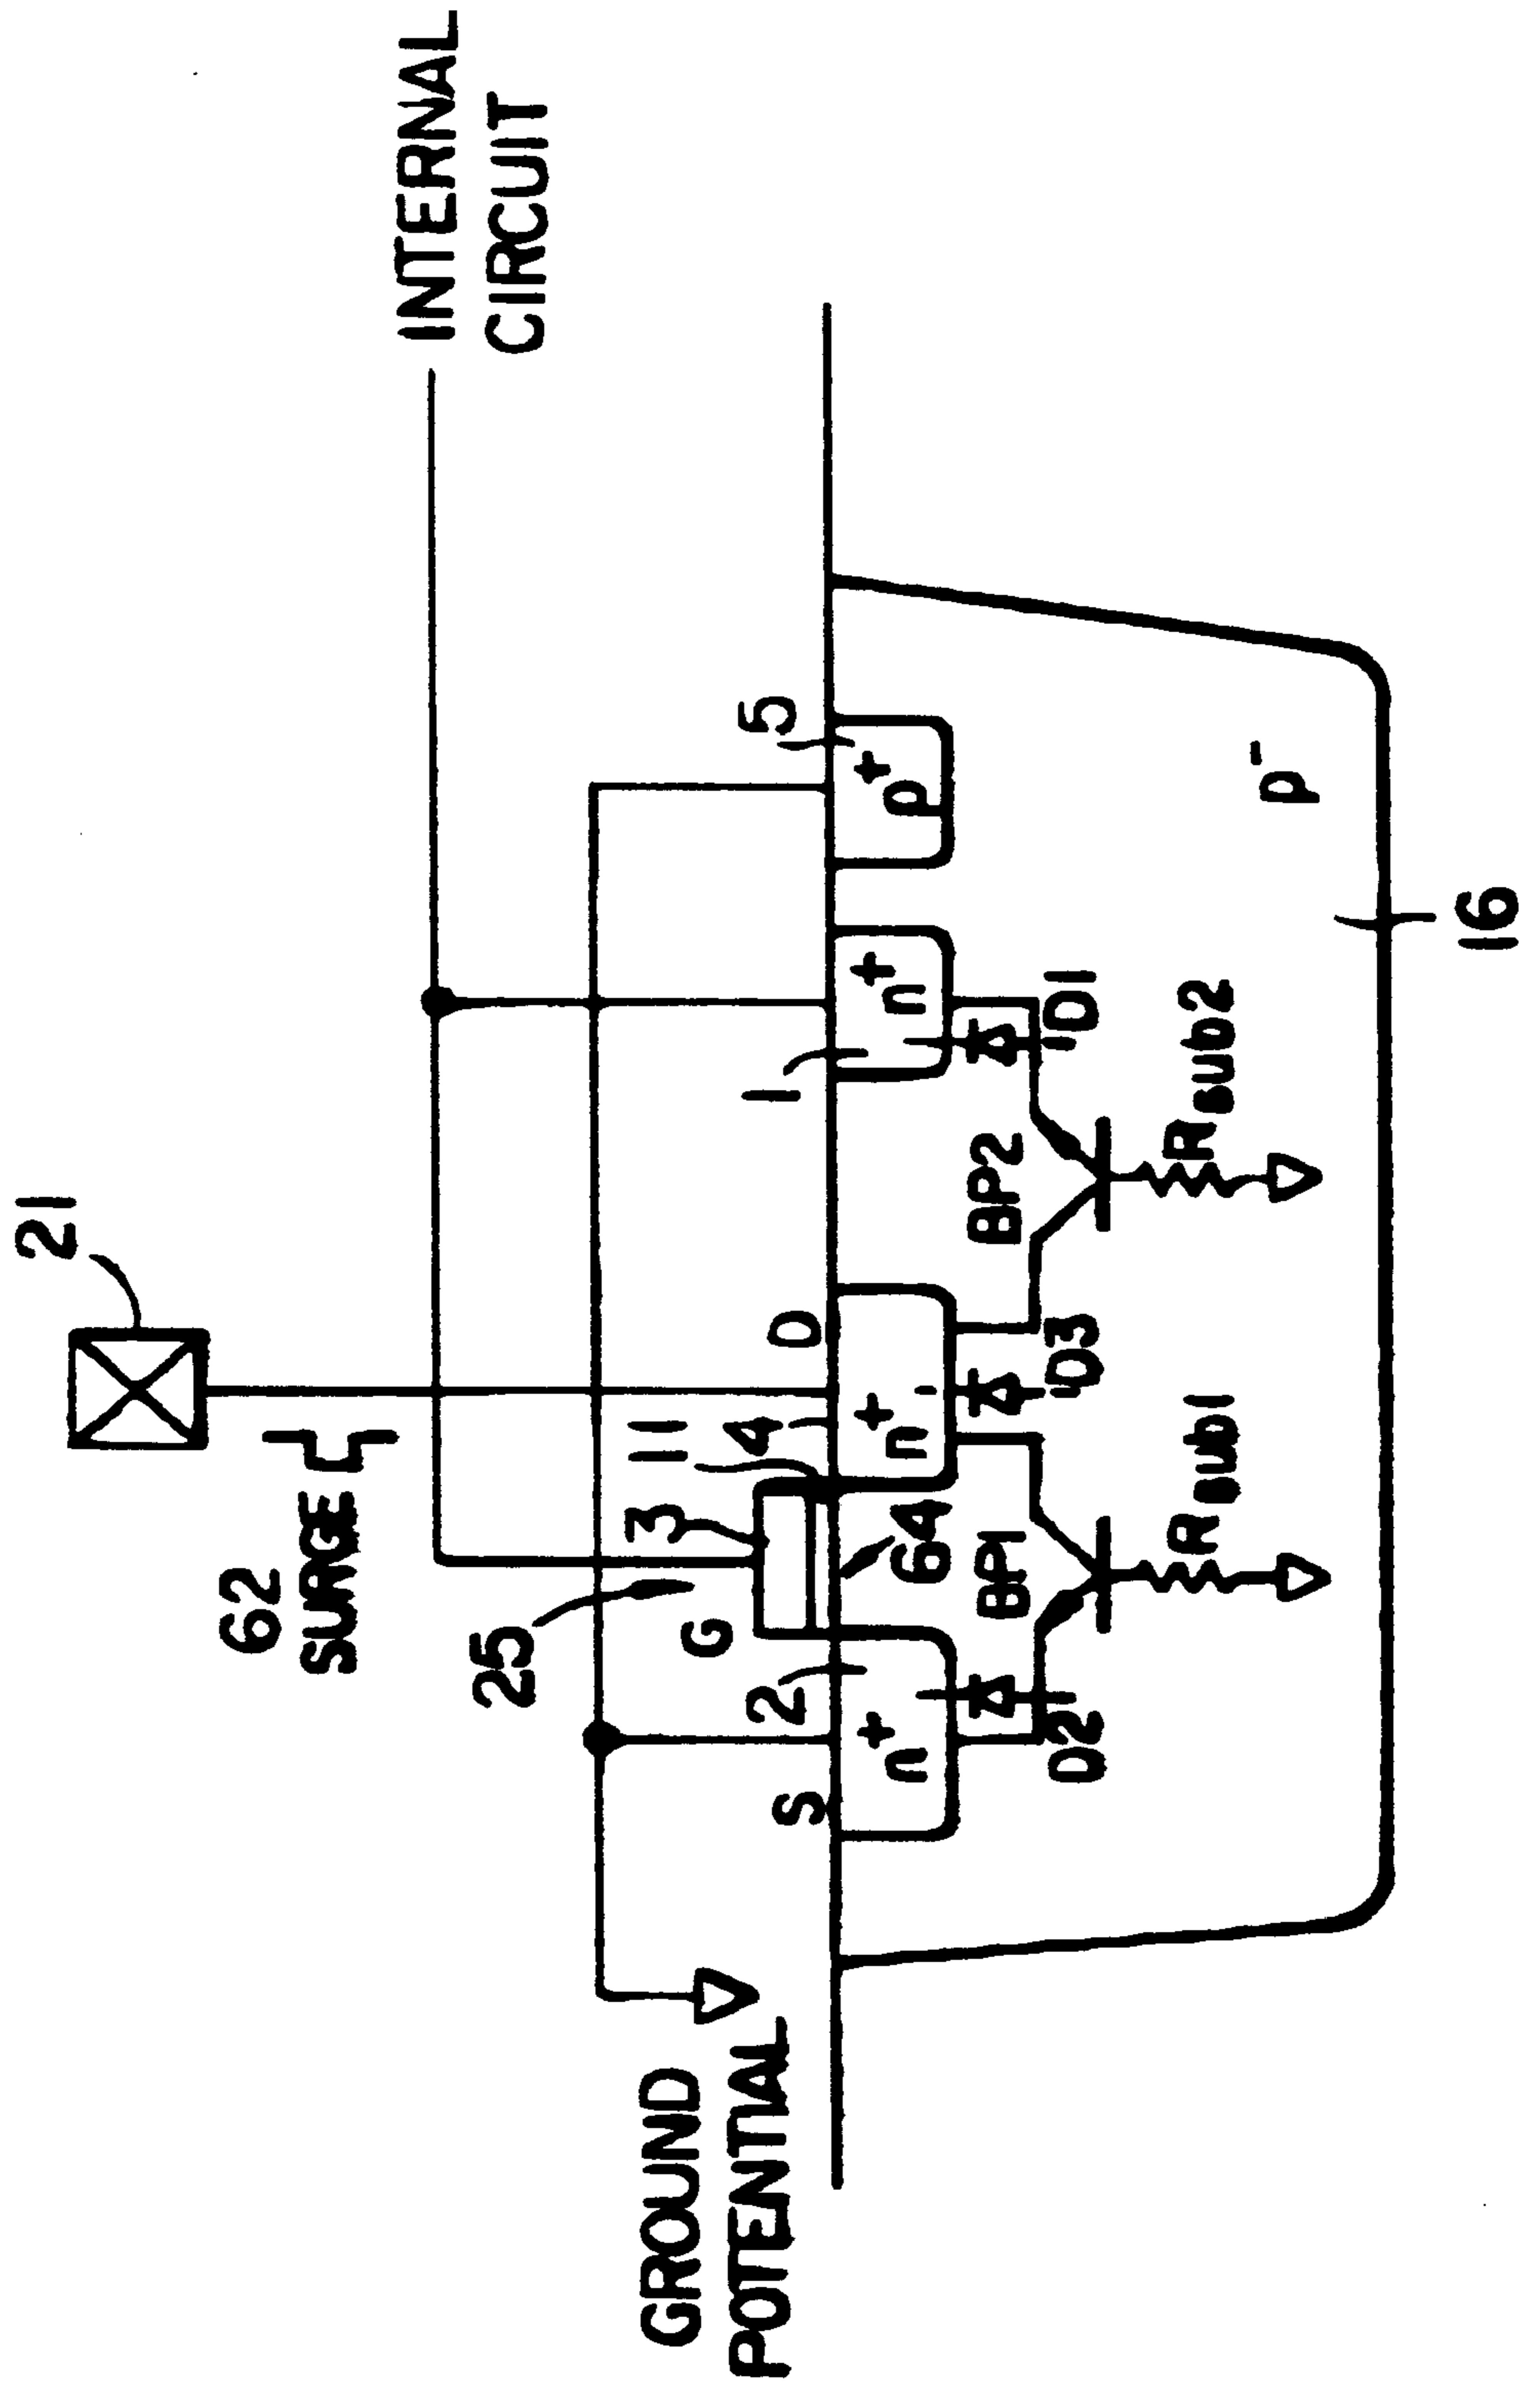 21
62
SURGE
INTERNAL
CIRCUIT
25
GROUND
POTENTIAL
G
3
11
4
D
S
2
1
5
64
n+
n+
n+
p+
D2
BP1
D3
BP2
D1
Rsub1
Rsub2
p-
16